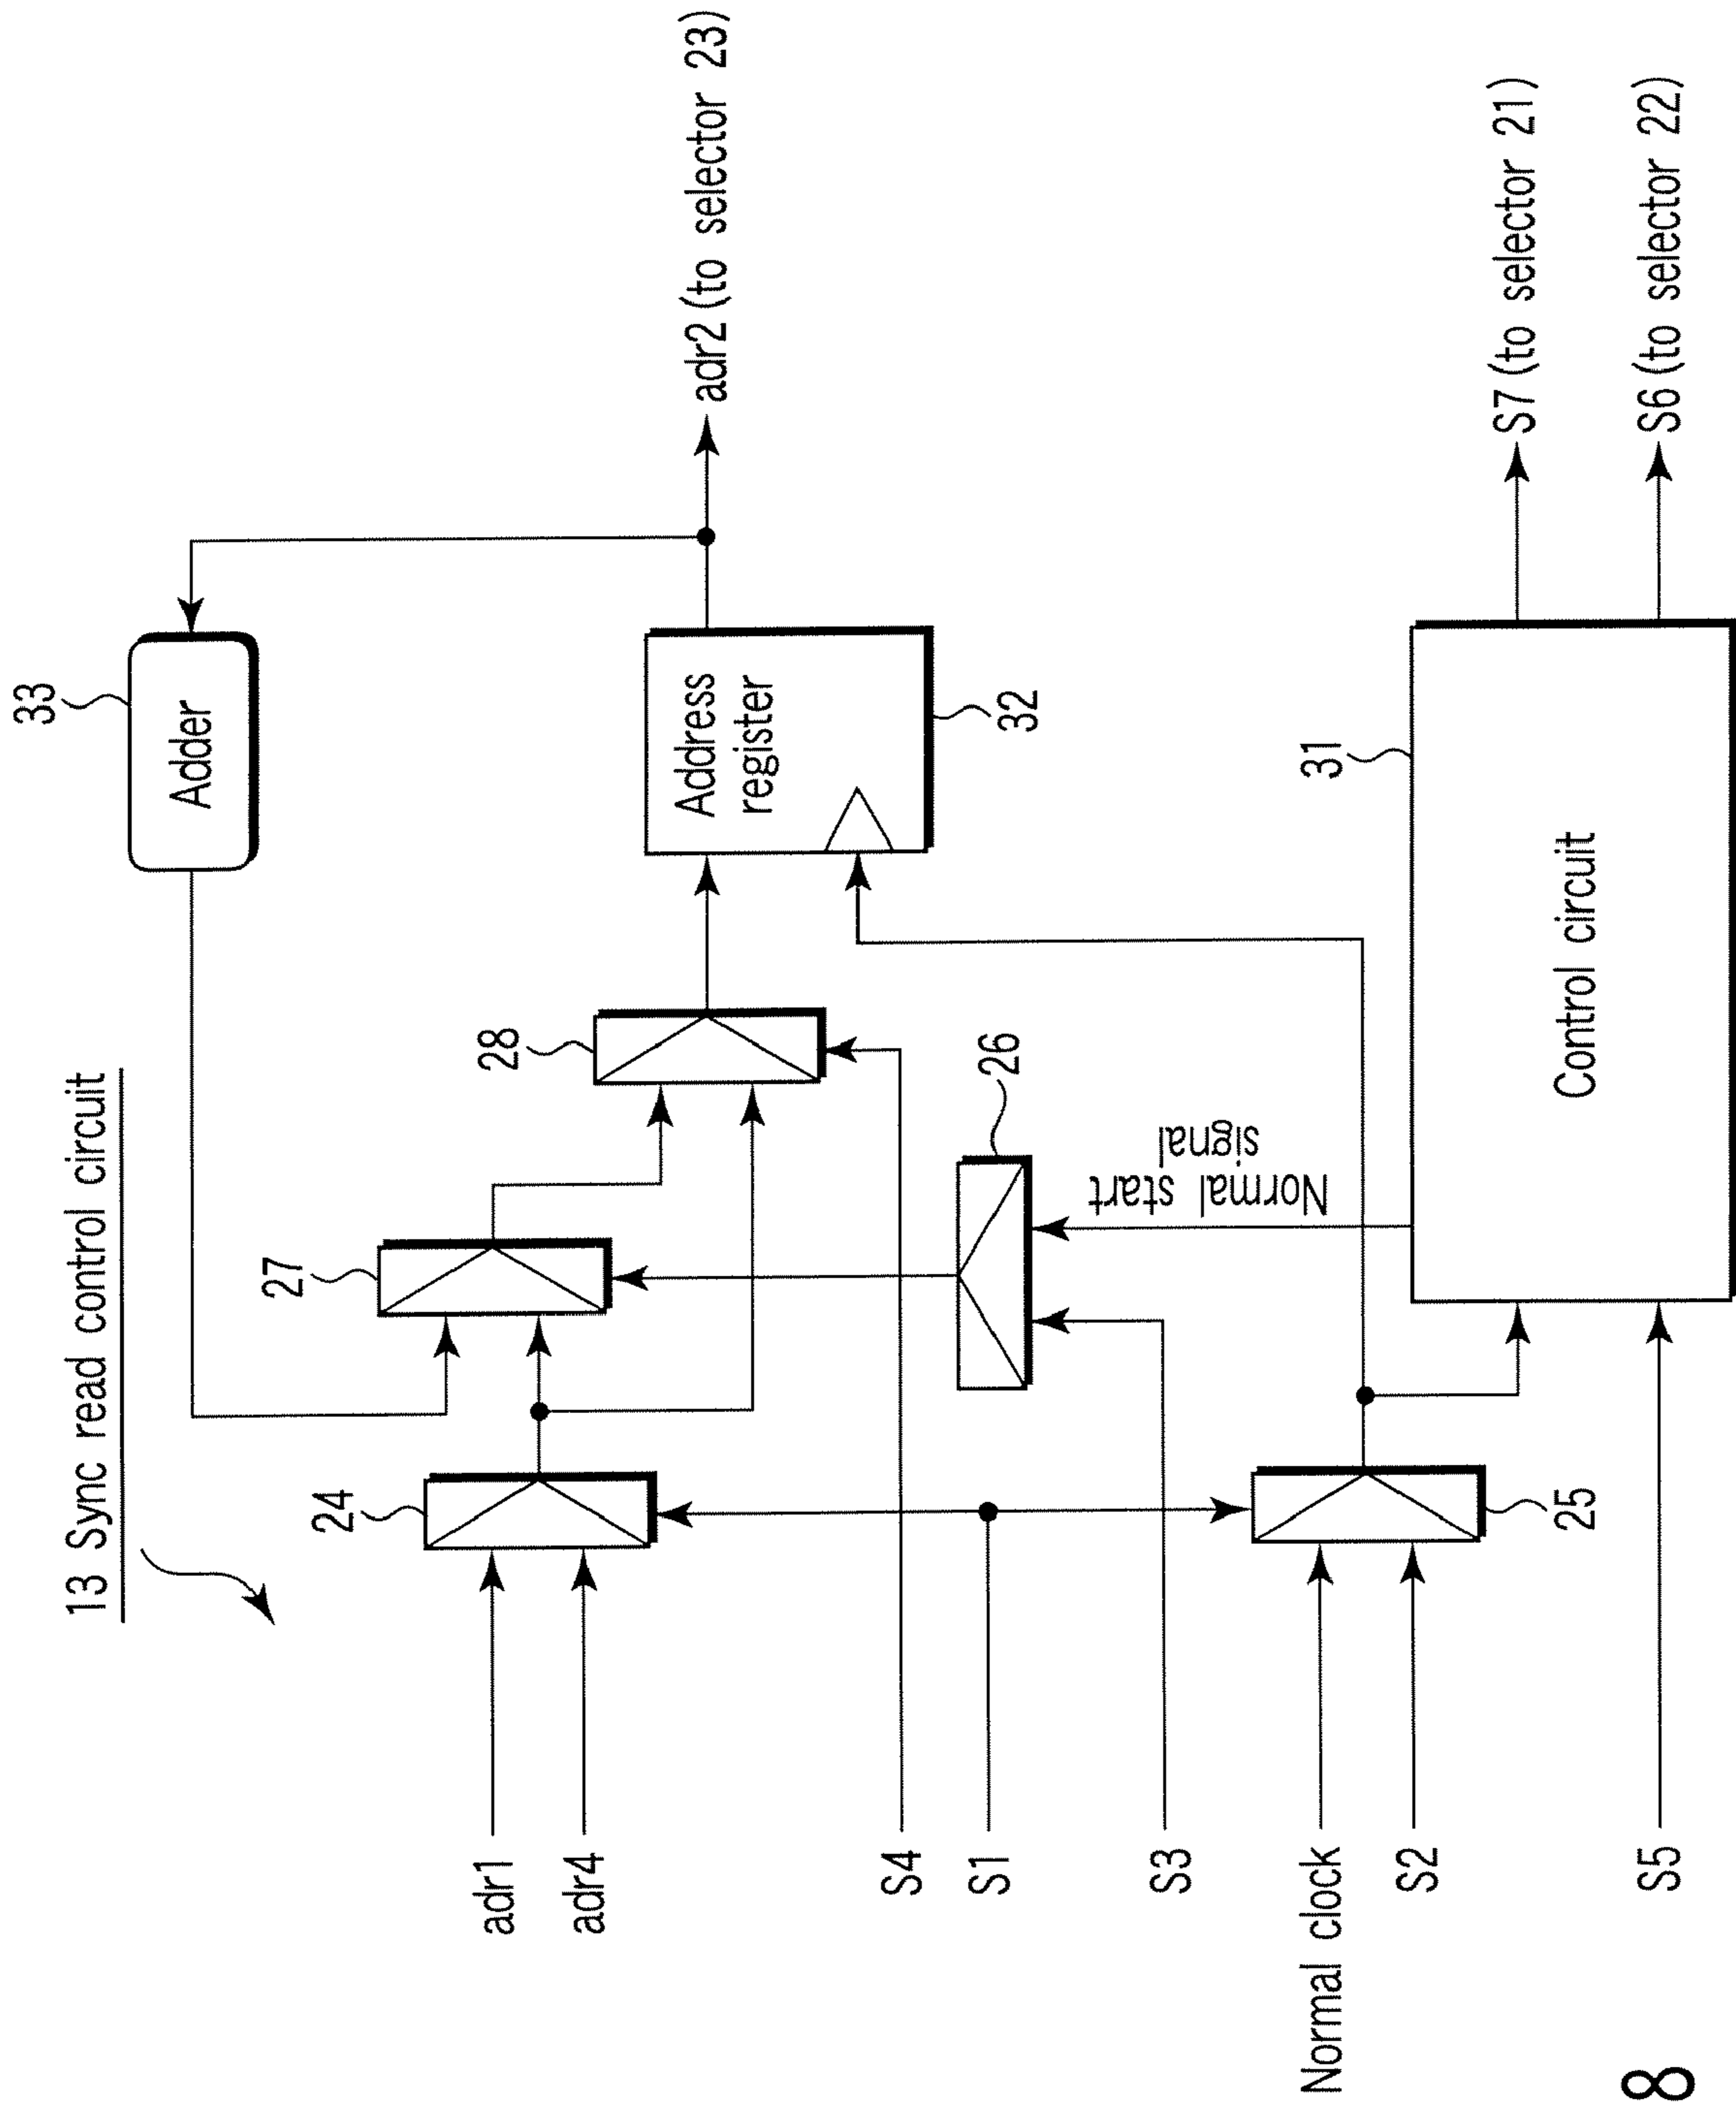 13 Sync read control circuit
33
Adder
27
24
28
adr1
adr4
Address
register
32
adr2 (to selector 23)
S4
S1
S3
26
Normal start
signal
Normal clock
S2
25
31
Control circuit
S7 (to selector 21)
S6 (to selector 22)
S5
8